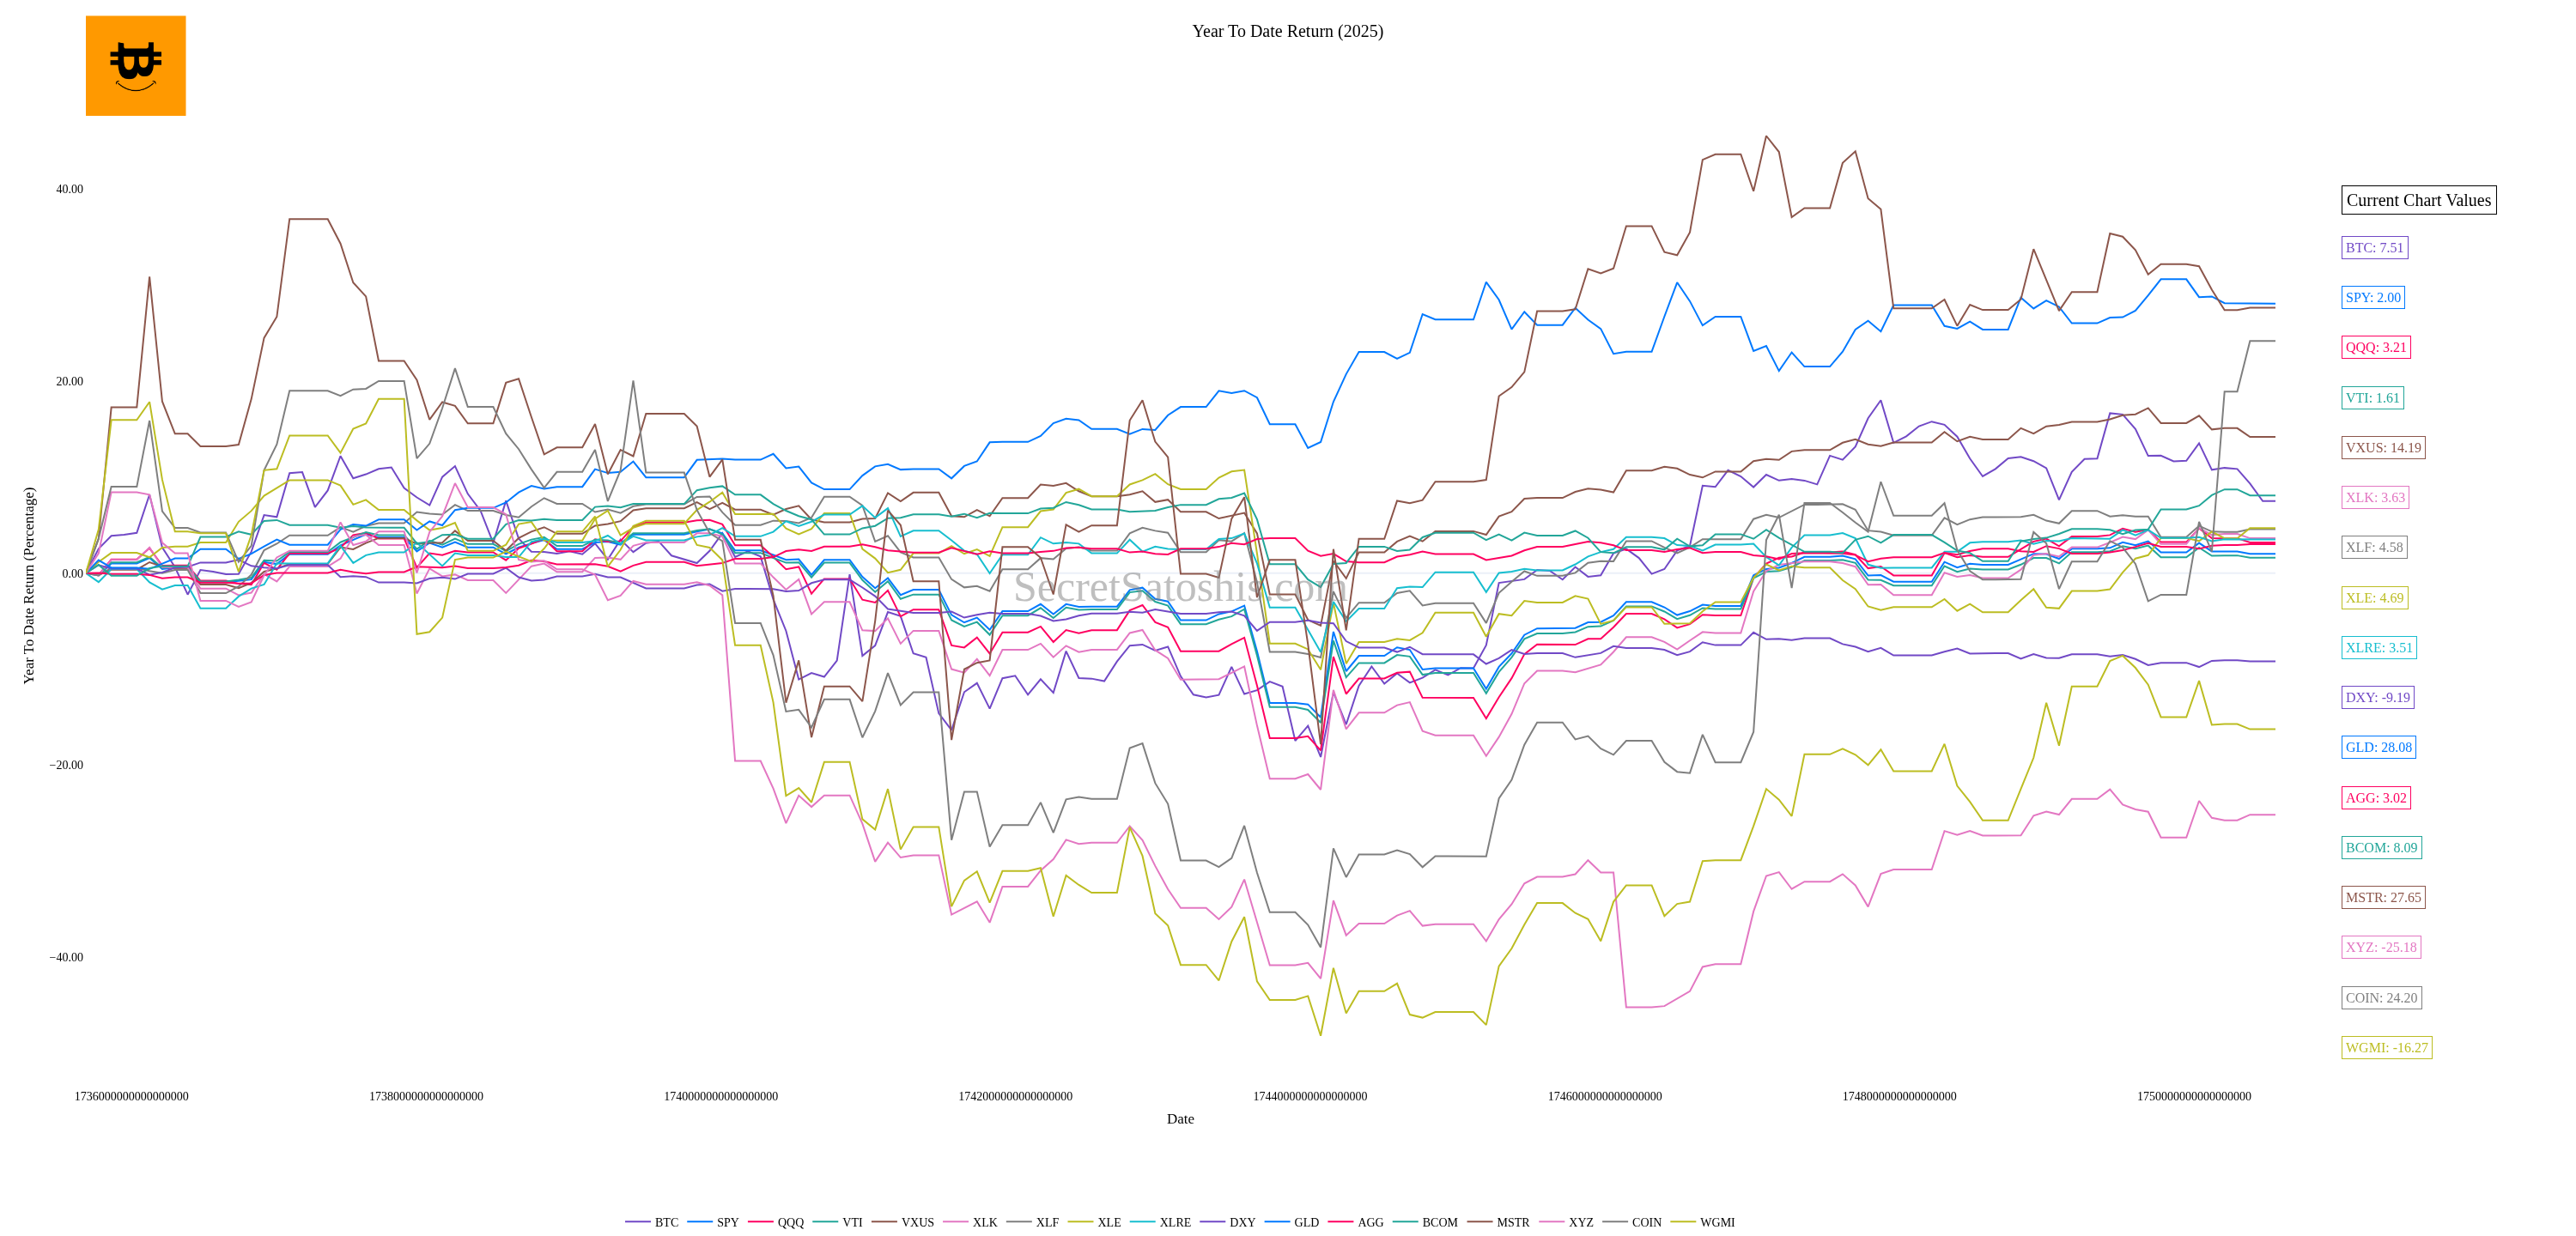 Year To Date Return (2025)
SecretSatoshis.com
Year To Date Return (Percentage)
40.00
20.00
0.00
−20.00
−40.00
1736000000000000000
1738000000000000000
1740000000000000000
1742000000000000000
1744000000000000000
1746000000000000000
1748000000000000000
1750000000000000000
Date
Current Chart Values
BTC: 7.51
SPY: 2.00
QQQ: 3.21
VTI: 1.61
VXUS: 14.19
XLK: 3.63
XLF: 4.58
XLE: 4.69
XLRE: 3.51
DXY: -9.19
GLD: 28.08
AGG: 3.02
BCOM: 8.09
MSTR: 27.65
XYZ: -25.18
COIN: 24.20
WGMI: -16.27
BTC SPY QQQ VTI VXUS XLK XLF XLE XLRE DXY GLD AGG BCOM MSTR XYZ COIN WGMI